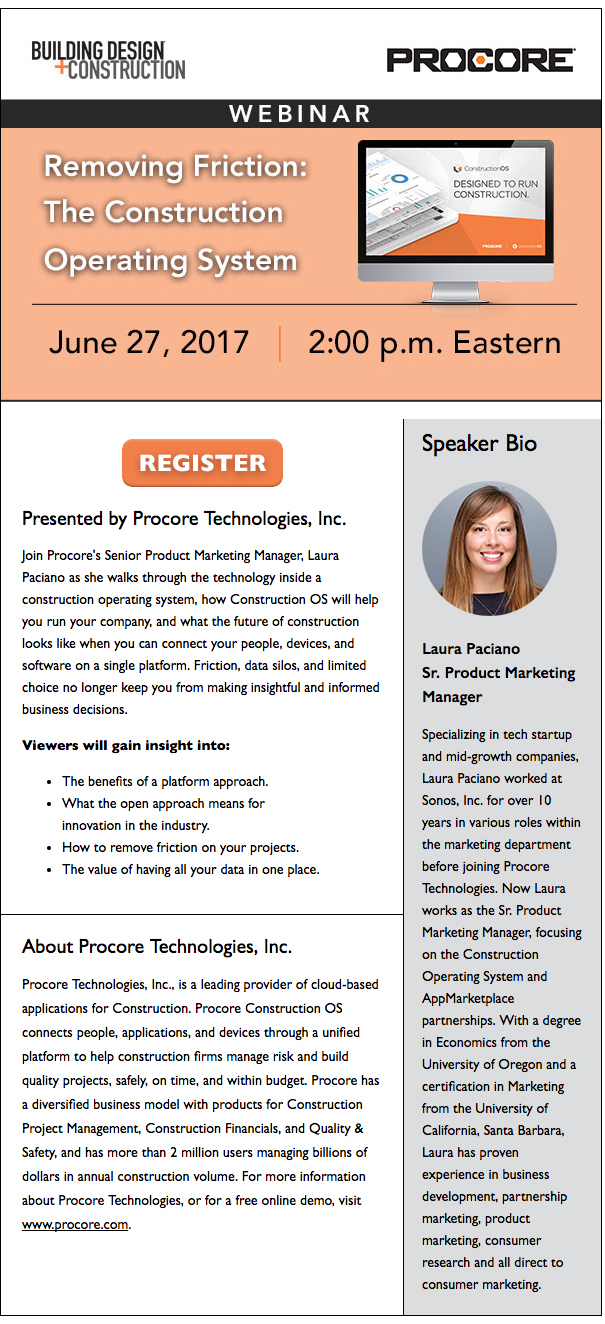 BUILDING DESIGN
+CONSTRUCTION
PROCORE
WEBINAR
Removing Friction:
The Construction
Operating System
ConstructionOS
DESIGNED TO RUN
CONSTRUCTION.
PROCORE
June 27, 2017
2:00 p.m. Eastern
REGISTER
Presented by Procore Technologies, Inc.
Join Procore's Senior Product Marketing Manager, Laura
Paciano as she walks through the technology inside a
construction operating system, how Construction OS will help
you run your company, and what the future of construction
looks like when you can connect your people, devices, and
software on a single platform. Friction, data silos, and limited
choice no longer keep you from making insightful and informed
business decisions.
Viewers will gain insight into:
• The benefits of a platform approach.
• What the open approach means for
innovation in the industry.
• How to remove friction on your projects.
• The value of having all your data in one place.
About Procore Technologies, Inc.
Procore Technologies, Inc., is a leading provider of cloud-based
applications for Construction. Procore Construction OS
connects people, applications, and devices through a unified
platform to help construction firms manage risk and build
quality projects, safely, on time, and within budget. Procore has
a diversified business model with products for Construction
Project Management, Construction Financials, and Quality &
Safety, and has more than 2 million users managing billions of
dollars in annual construction volume. For more information
about Procore Technologies, or for a free online demo, visit
www.procore.com.
Speaker Bio
Laura Paciano
Sr. Product Marketing
Manager
Specializing in tech startup
and mid-growth companies,
Laura Paciano worked at
Sonos, Inc. for over 10
years in various roles within
the marketing department
before joining Procore
Technologies. Now Laura
works as the Sr. Product
Marketing Manager, focusing
on the Construction
Operating System and
AppMarketplace
partnerships. With a degree
in Economics from the
University of Oregon and a
certification in Marketing
from the University of
California, Santa Barbara,
Laura has proven
experience in business
development, partnership
marketing, product
marketing, consumer
research and all direct to
consumer marketing.